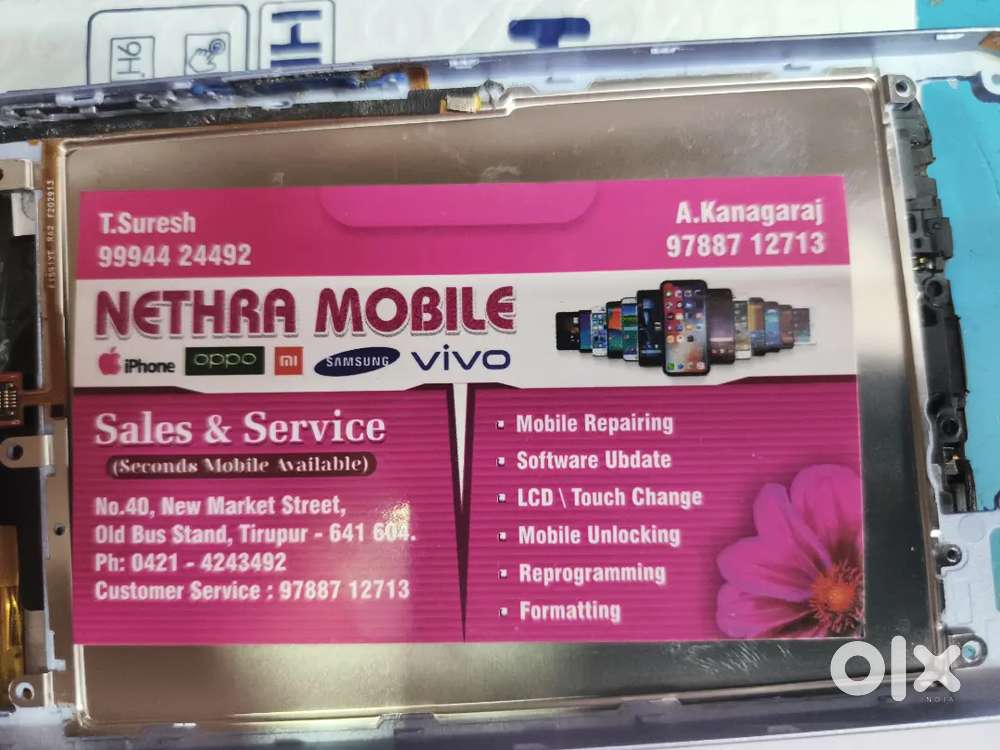 T.Suresh
99944 24492
A.Kanagaraj
97887 12713
NETHRA MOBILE
iPhone oppo mi SAMSUNG vivo
Sales & Service
(Seconds Mobile Available)
No.40, New Market Street,
Old Bus Stand, Tirupur - 641 604.
Ph: 0421 - 4243492
Customer Service : 97887 12713
Mobile Repairing
Software Ubdate
LCD \ Touch Change
Mobile Unlocking
Reprogramming
Formatting
olx
INDIA
9H